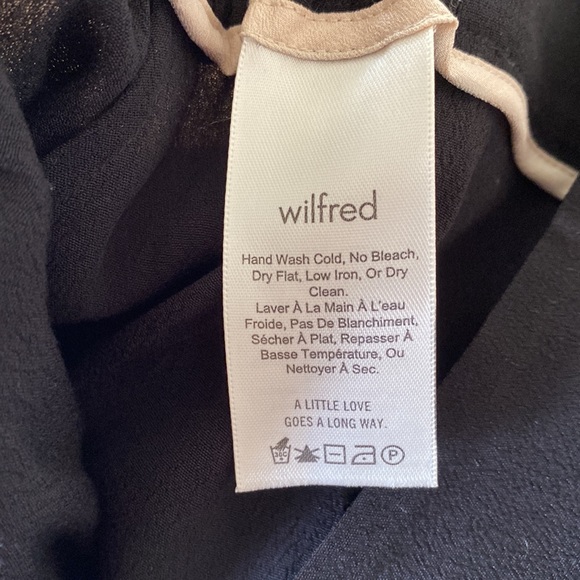 wilfred
Hand Wash Cold, No Bleach,
Dry Flat, Low Iron, Or Dry
Clean.
Laver À La Main À L'eau
Froide, Pas De Blanchiment,
Sécher À Plat, Repasser À
Basse Température, Ou
Nettoyer À Sec.
A LITTLE LOVE
GOES A LONG WAY.
30C P